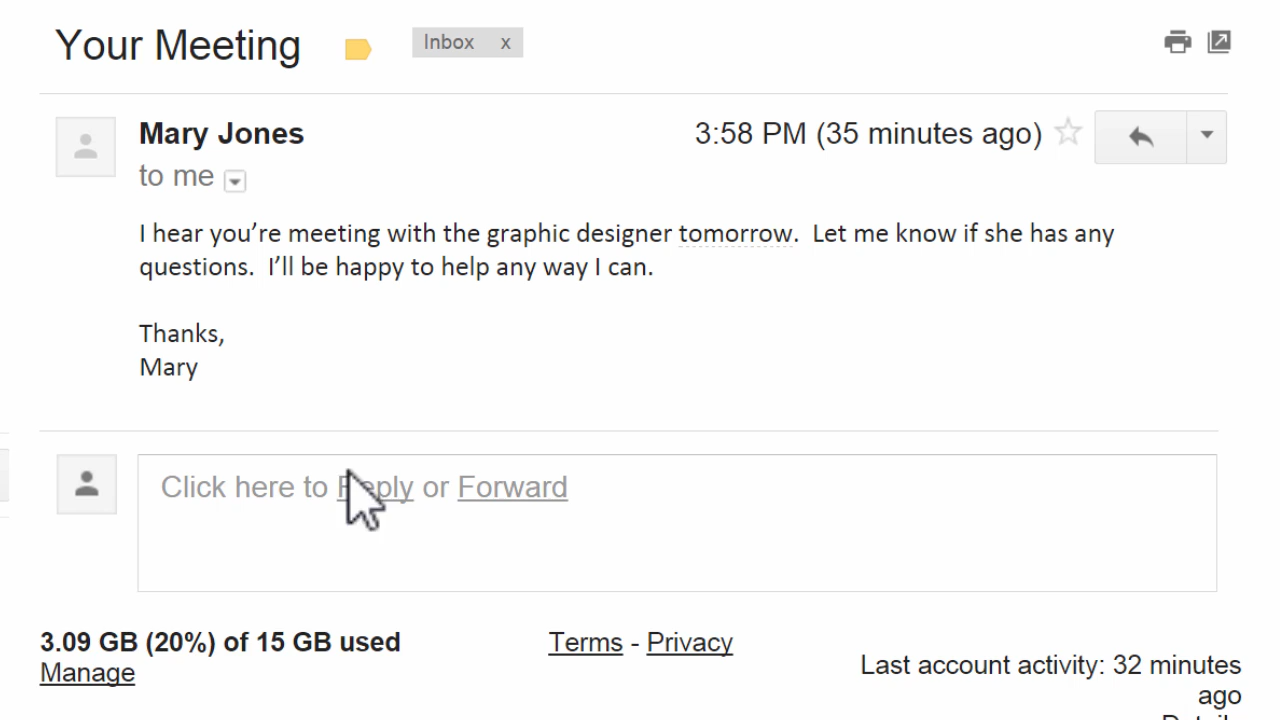 Your Meeting
Inbox x
Mary Jones
3:58 PM (35 minutes ago)
to me
I hear you’re meeting with the graphic designer tomorrow.  Let me know if she has any
questions.  I’ll be happy to help any way I can.
Thanks,
Mary
Click here to Reply or Forward
3.09 GB (20%) of 15 GB used
Manage
Terms - Privacy
Last account activity: 32 minutes
ago